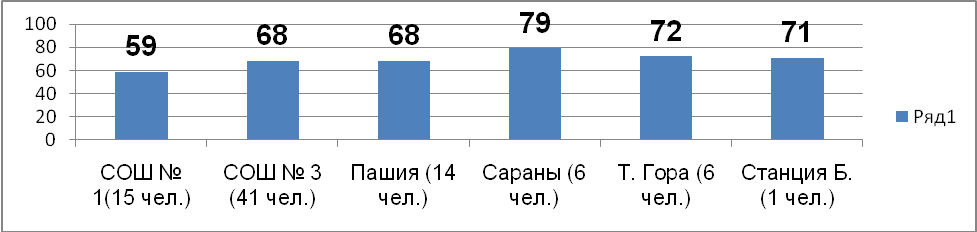 100
80
60
40
20
0
59
68
68
79
72
71
СОШ №
1(15 чел.)
СОШ № 3
(41 чел.)
Пашия (14
чел.)
Сараны (6
чел.)
Т. Гора (6
чел.)
Станция Б.
(1 чел.)
Ряд1